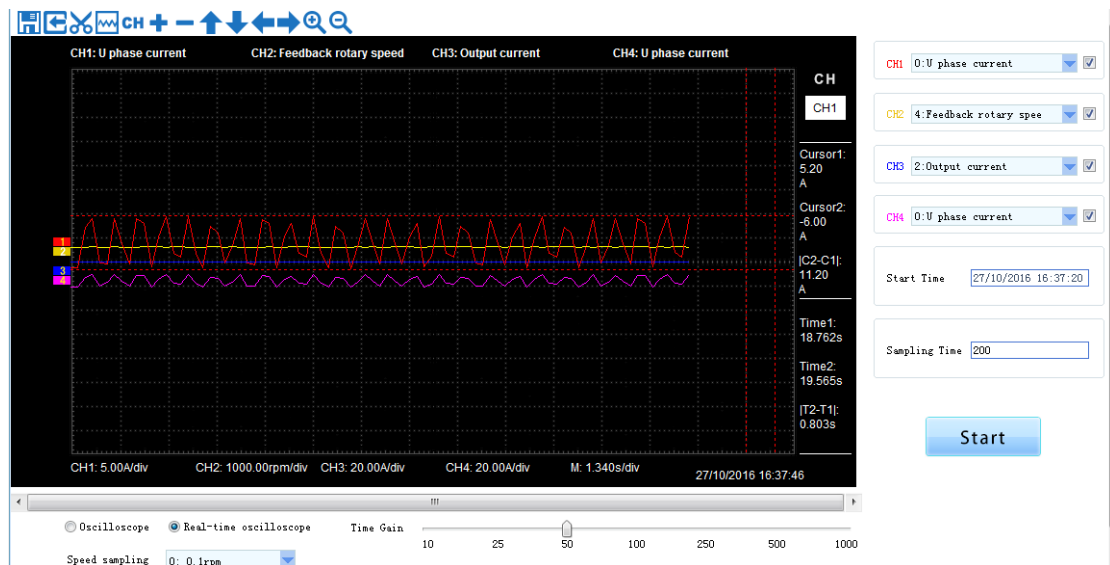 CH
CH1: U phase current CH2: Feedback rotary speed CH3: Output current CH4: U phase current
CH
CH1
Cursor1:
5.20
A
Cursor2:
-6.00
A
|C2-C1|:
11.20
A
Time1:
18.762s
Time2:
19.565s
|T2-T1|:
0.803s
1
2
3
4
CH1: 5.00A/div CH2: 1000.00rpm/div CH3: 20.00A/div CH4: 20.00A/div M: 1.340s/div
27/10/2016 16:37:46
CH1 0:U phase current
CH2 4:Feedback rotary spee
CH3 2:Output current
CH4 0:U phase current
Start Time 27/10/2016 16:37:20
Sampling Time 200
Start
Oscilloscope Real-time oscilloscope Time Gain
10 25 50 100 250 500 1000
Speed sampling 0: 0.1rpm